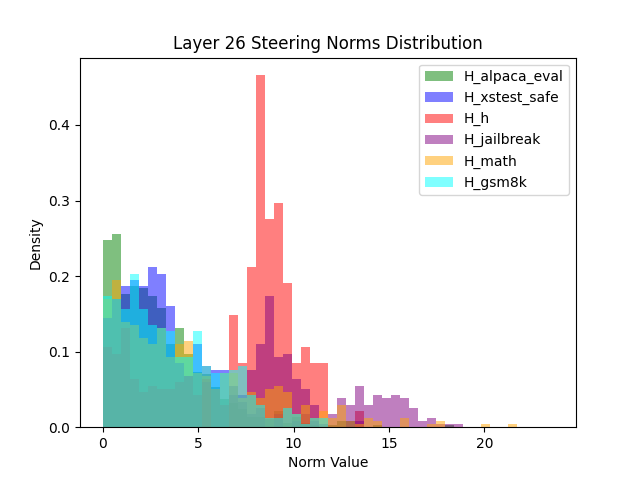 Layer 26 Steering Norms Distribution
H_alpaca_eval
H_xstest_safe
H_h
H_jailbreak
H_math
H_gsm8k
Density
0.4
0.3
0.2
0.1
0.0
0
5
10
15
20
Norm Value